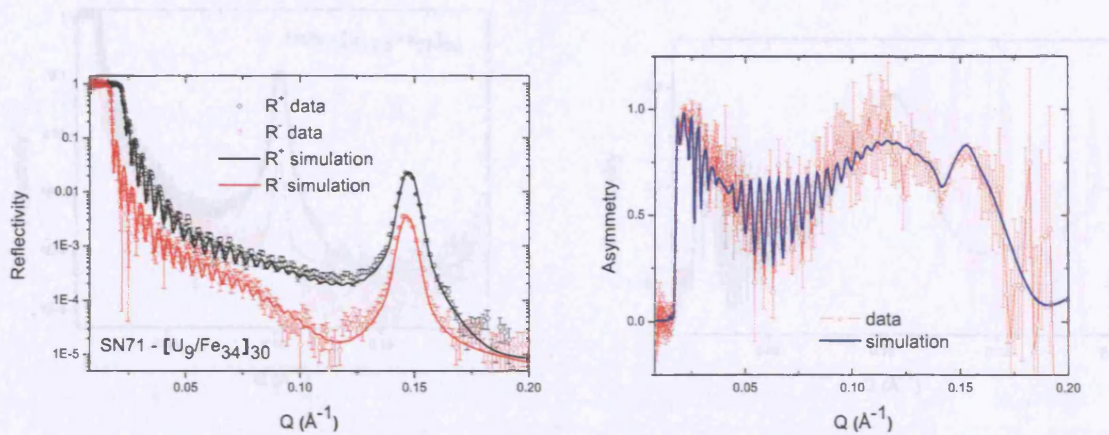 Reflectivity
1
0.1
0.01
1E-3
1E-4
1E-5
R⁺ data
R⁻ data
R⁺ simulation
R⁻ simulation
SN71 - [U₉/Fe₃₄]₃₀
0.05 0.10 0.15 0.20
Q (Å⁻¹)
Asymmetry
1.0
0.5
0.0
data
simulation
0.05 0.10 0.15 0.20
Q (Å⁻¹)